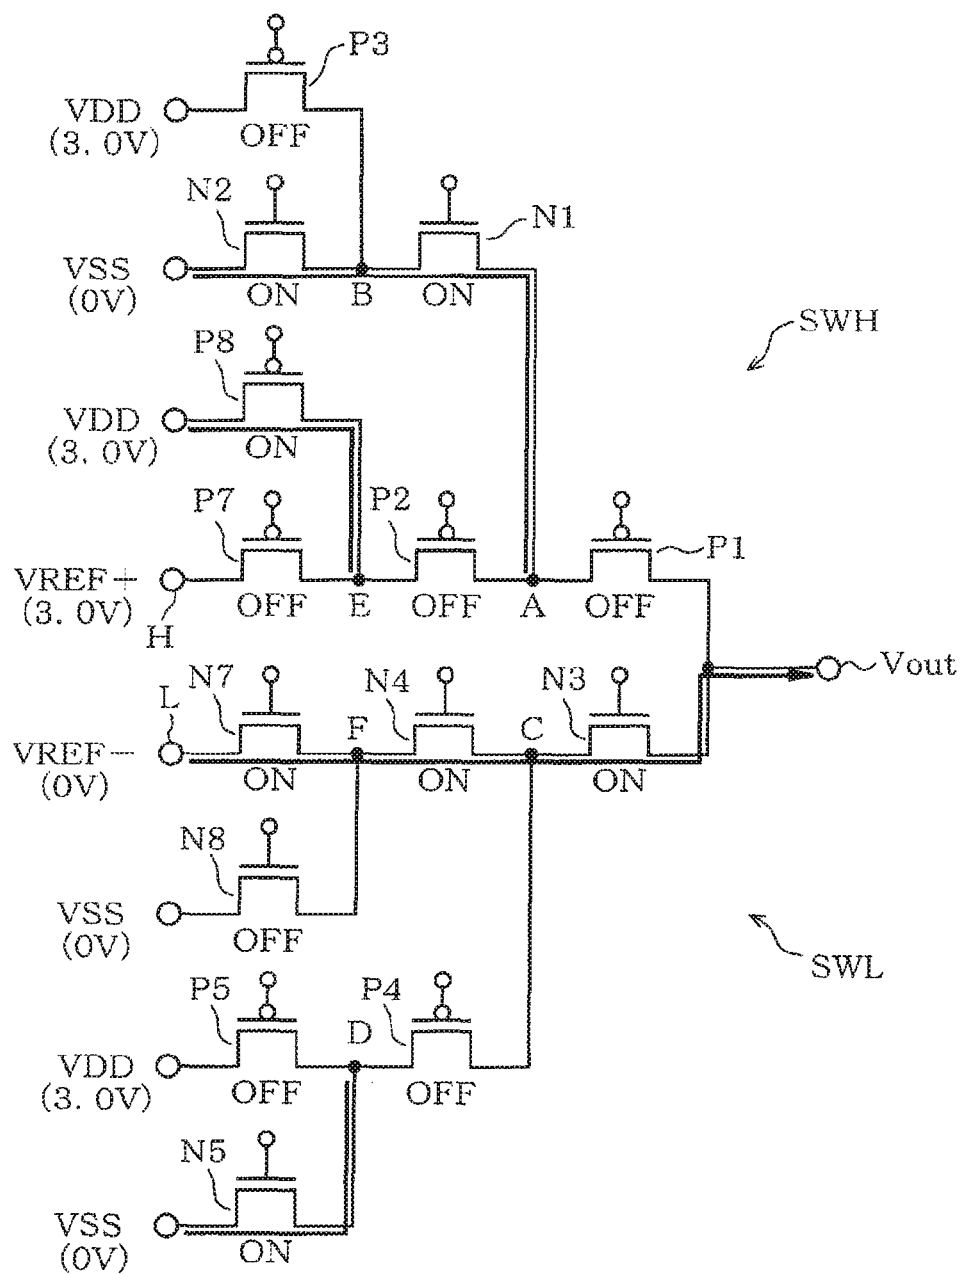 P3
VDD
(3. 0V)
OFF
N2
N1
VSS
(0V)
ON
B
ON
SWH
P8
VDD
(3. 0V)
ON
P7
P2
P1
VREF+
(3. 0V)
OFF
E
OFF
A
OFF
H
Vout
L
N7
F
N4
C
N3
VREF−
(0V)
ON
ON
ON
N8
VSS
(0V)
OFF
SWL
P5
D
P4
VDD
(3. 0V)
OFF
OFF
N5
VSS
(0V)
ON